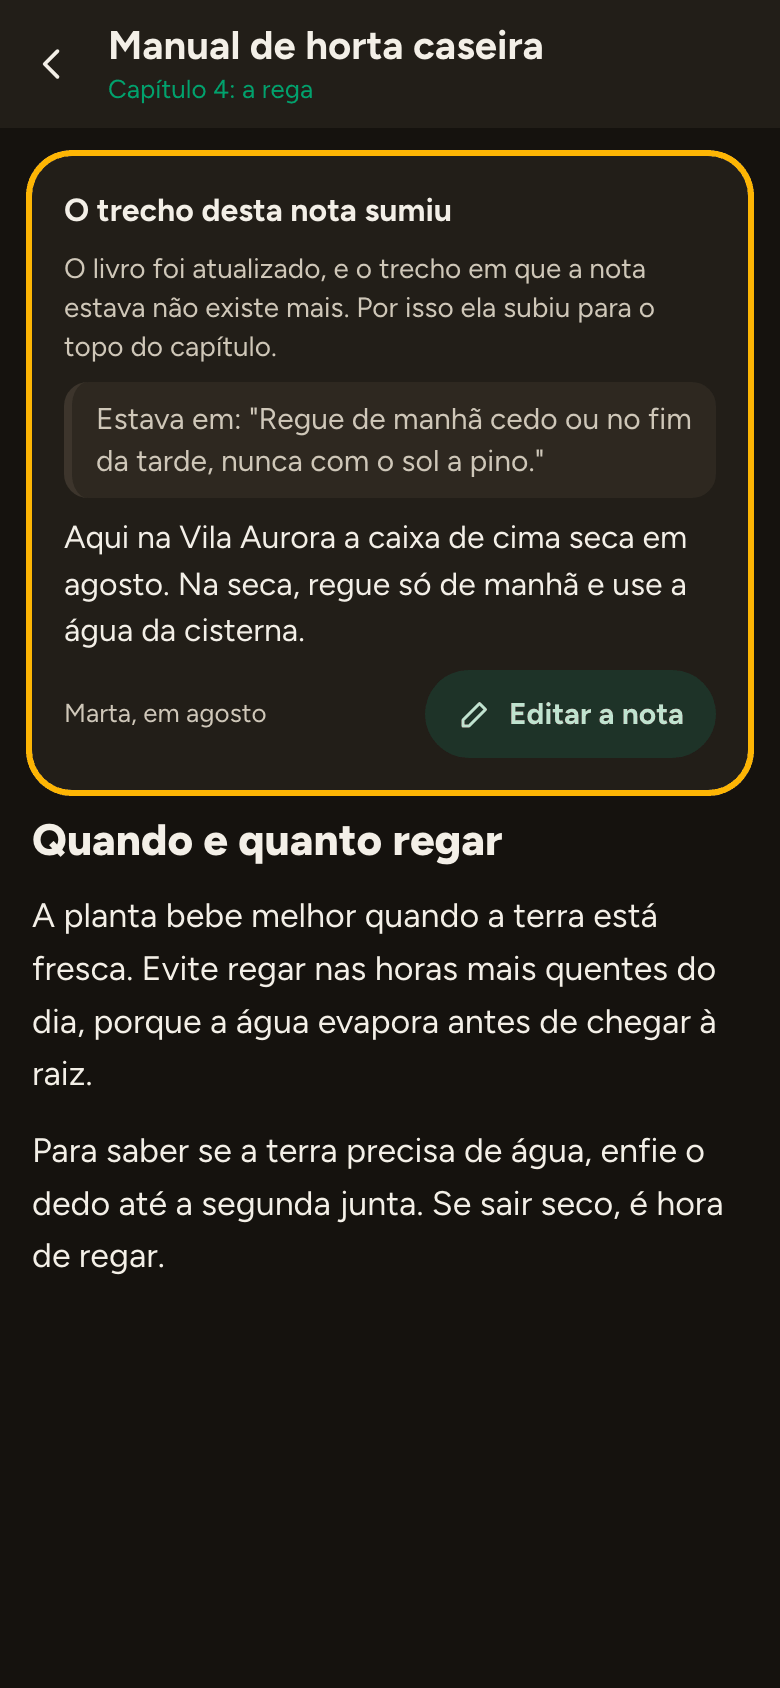 Manual de horta caseira
Capítulo 4: a rega
O trecho desta nota sumiu
O livro foi atualizado, e o trecho em que a nota
estava não existe mais. Por isso ela subiu para o
topo do capítulo.
Estava em: "Regue de manhã cedo ou no fim
da tarde, nunca com o sol a pino."
Aqui na Vila Aurora a caixa de cima seca em
agosto. Na seca, regue só de manhã e use a
água da cisterna.
Marta, em agosto
Editar a nota
Quando e quanto regar
A planta bebe melhor quando a terra está
fresca. Evite regar nas horas mais quentes do
dia, porque a água evapora antes de chegar à
raiz.
Para saber se a terra precisa de água, enfie o
dedo até a segunda junta. Se sair seco, é hora
de regar.